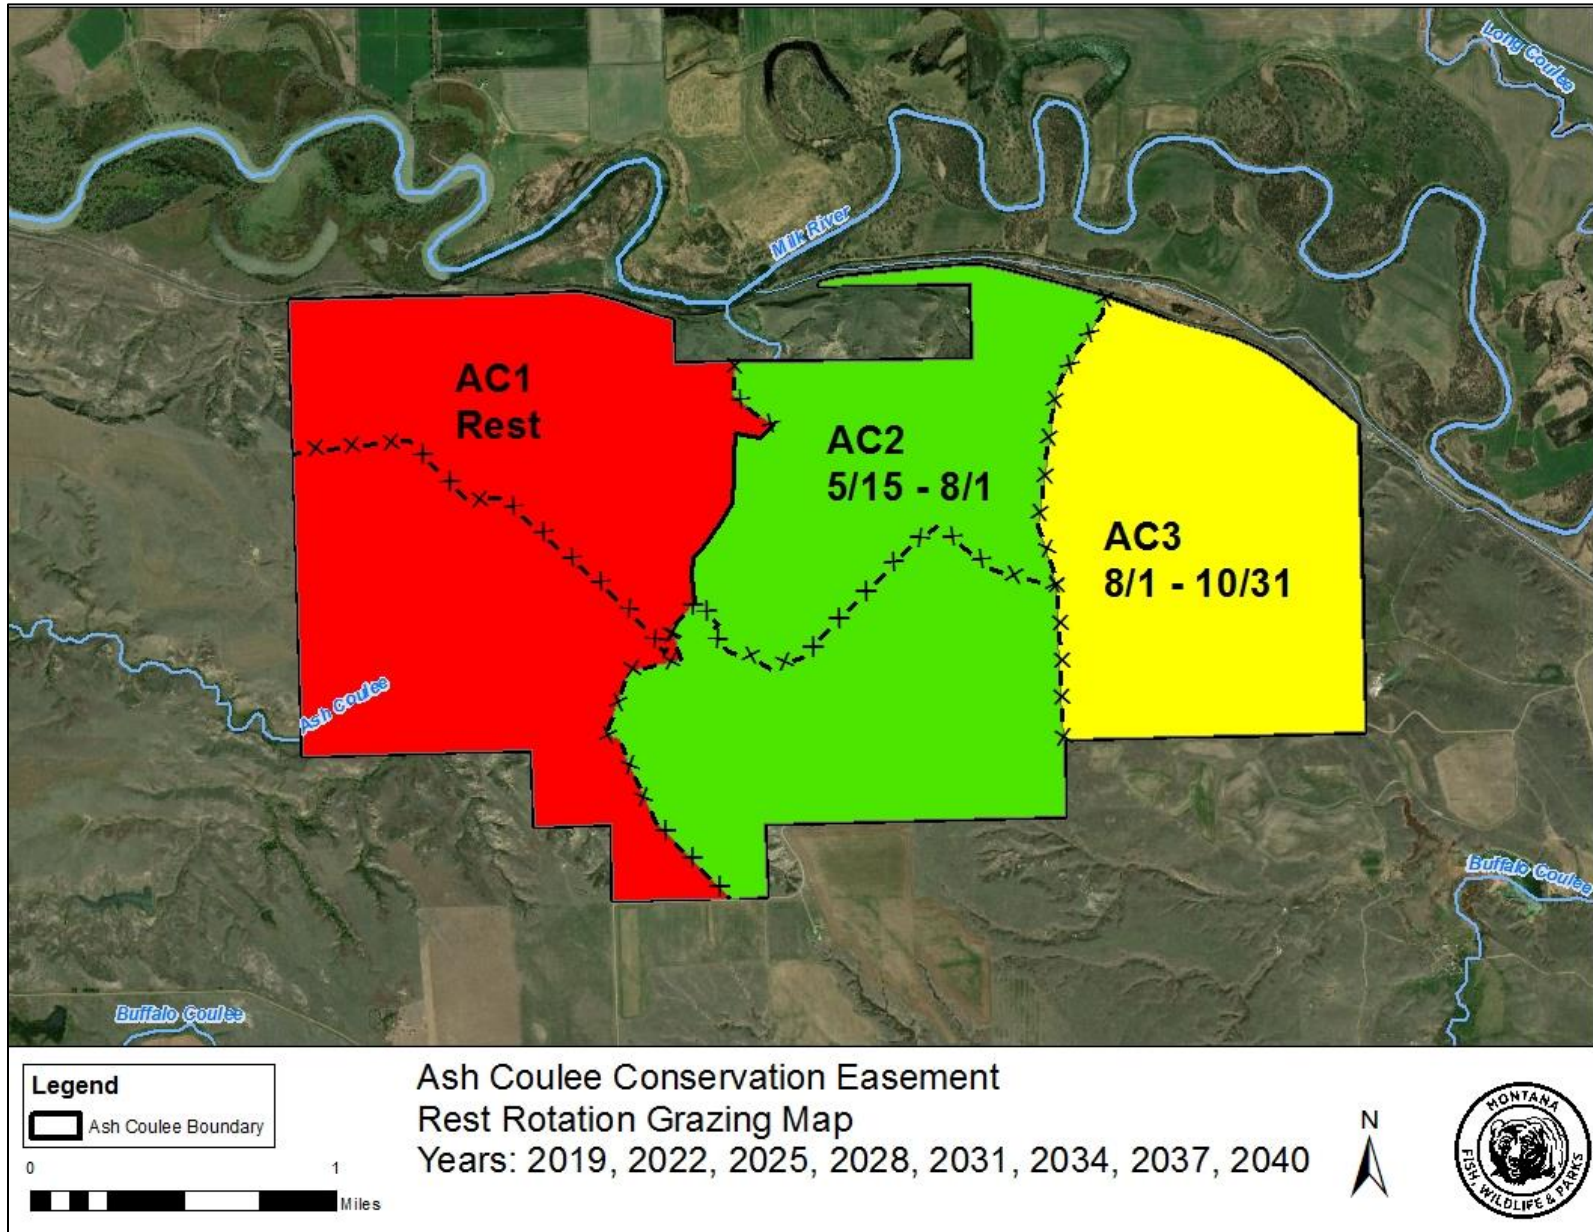 Long Coulee
Milk River
AC1
Rest
AC2
5/15 - 8/1
AC3
8/1 - 10/31
Ash Coulee
Buffalo Coulee
Buffalo Coulee
Legend
Ash Coulee Boundary
0 1
Miles
Ash Coulee Conservation Easement
Rest Rotation Grazing Map
Years: 2019, 2022, 2025, 2028, 2031, 2034, 2037, 2040
N
MONTANA
FISH, WILDLIFE & PARKS